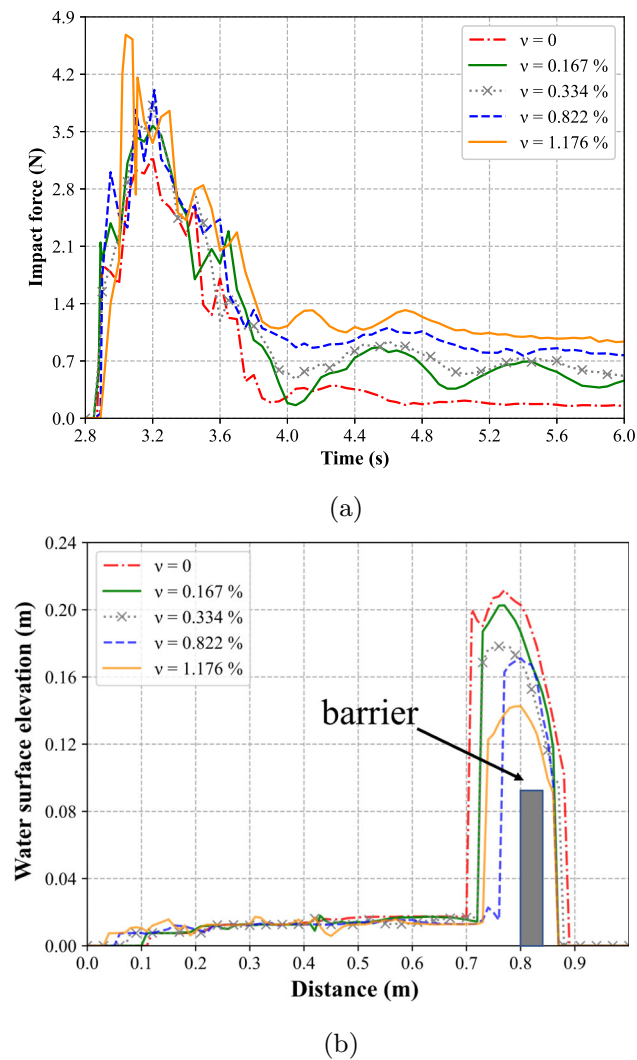 4.9
4.2
3.5
2.8
2.1
1.4
0.7
0.0
Impact force (N)
ν = 0
ν = 0.167 %
ν = 0.334 %
ν = 0.822 %
ν = 1.176 %
2.8 3.2 3.6 4.0 4.4 4.8 5.2 5.6 6.0
Time (s)
(a)
0.24
0.20
0.16
0.12
0.08
0.04
0.00
Water surface elevation (m)
ν = 0
ν = 0.167 %
ν = 0.334 %
ν = 0.822 %
ν = 1.176 %
barrier
0.0 0.1 0.2 0.3 0.4 0.5 0.6 0.7 0.8 0.9
Distance (m)
(b)